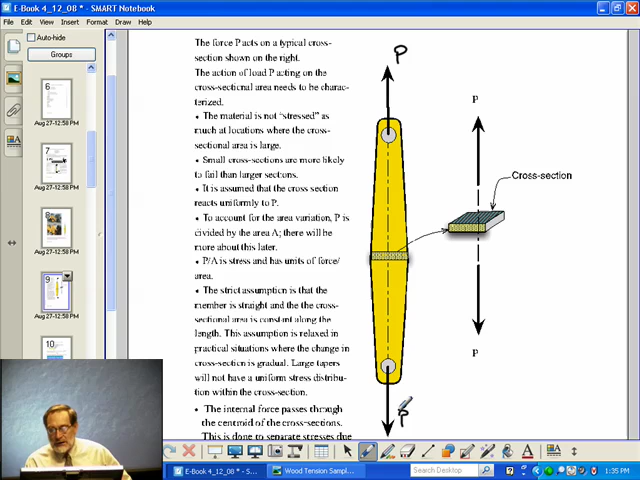 E-Book 4_12_08 * - SMART Notebook
File Edit View Insert Format Draw Help
Auto-hide
Groups
6
Aug 27-12:58 PM
7
Aug 27-12:58 PM
8
Aug 27-12:58 PM
9
Aug 27-12:58 PM
10
The force P acts on a typical cross-
section shown on the right.
The action of load P acting on the
cross-sectional area needs to be charac-
terized.
• The material is not "stressed" as
much at locations where the cross-
sectional area is large.
• Small cross-sections are more likely
to fail than larger sections.
• It is assumed that the cross section
reacts uniformly to P.
• To account for the area variation, P is
divided by the area A; there will be
more about this later.
• P/A is stress and has units of force/
area.
• The strict assumption is that the
member is straight and the the cross-
sectional area is constant along the
length. This assumption is relaxed in
practical situations where the change in
cross-section is gradual. Large tapers
will not have a uniform stress distribu-
tion within the cross-section.
• The internal force passes through
the centroid of the cross-sections.
This is done to separate stresses due
P
P
P
Cross-section
P
E-Book 4_12_08 * - S...
Wood Tension Sampl...
Search Desktop
1:35 PM